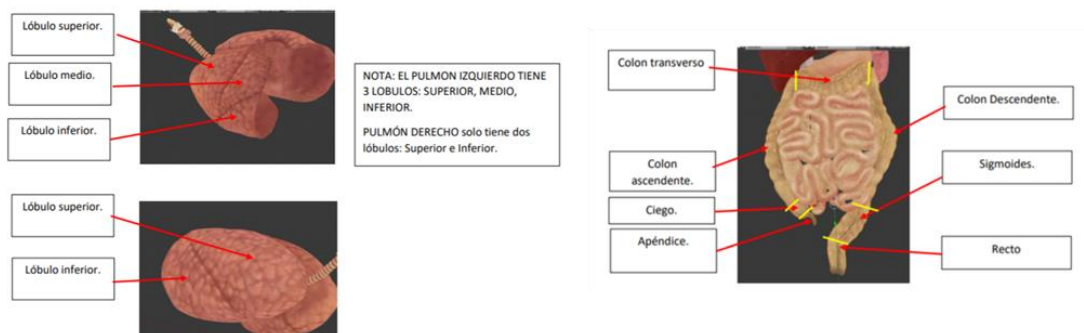 Lóbulo superior.
Lóbulo medio.
Lóbulo inferior.
NOTA: EL PULMON IZQUIERDO TIENE
3 LOBULOS: SUPERIOR, MEDIO,
INFERIOR.
PULMÓN DERECHO solo tiene dos
lóbulos: Superior e Inferior.
Lóbulo superior.
Lóbulo inferior.
Colon transverso
Colon Descendente.
Colon
ascendente.
Sigmoides.
Ciego.
Apéndice.
Recto